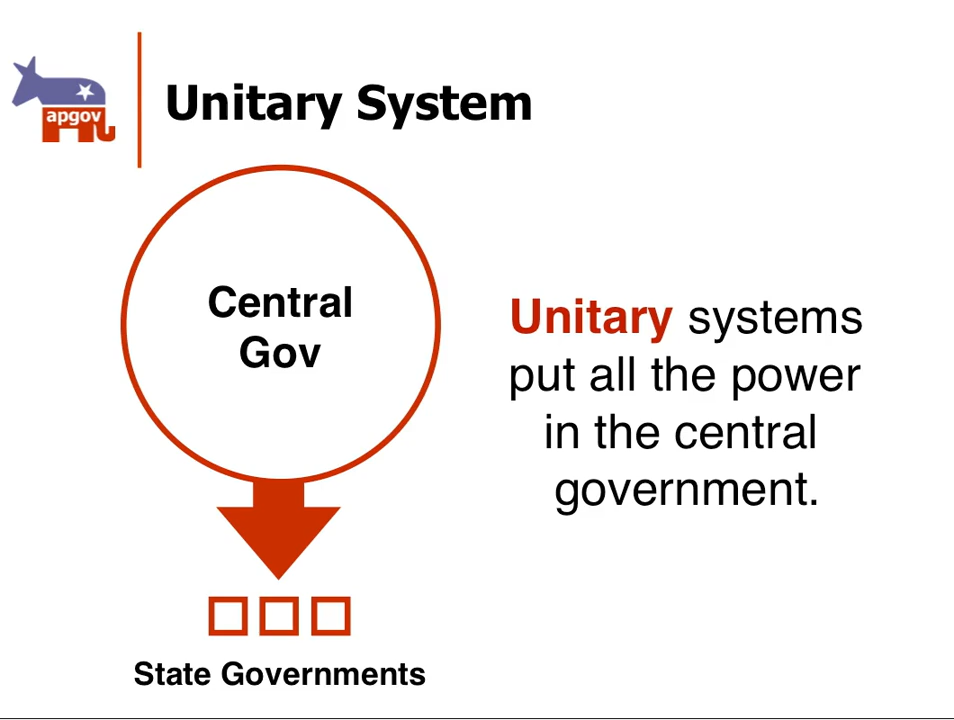 apgov
Unitary System
Central
Gov
Unitary systems
put all the power
in the central
government.
State Governments